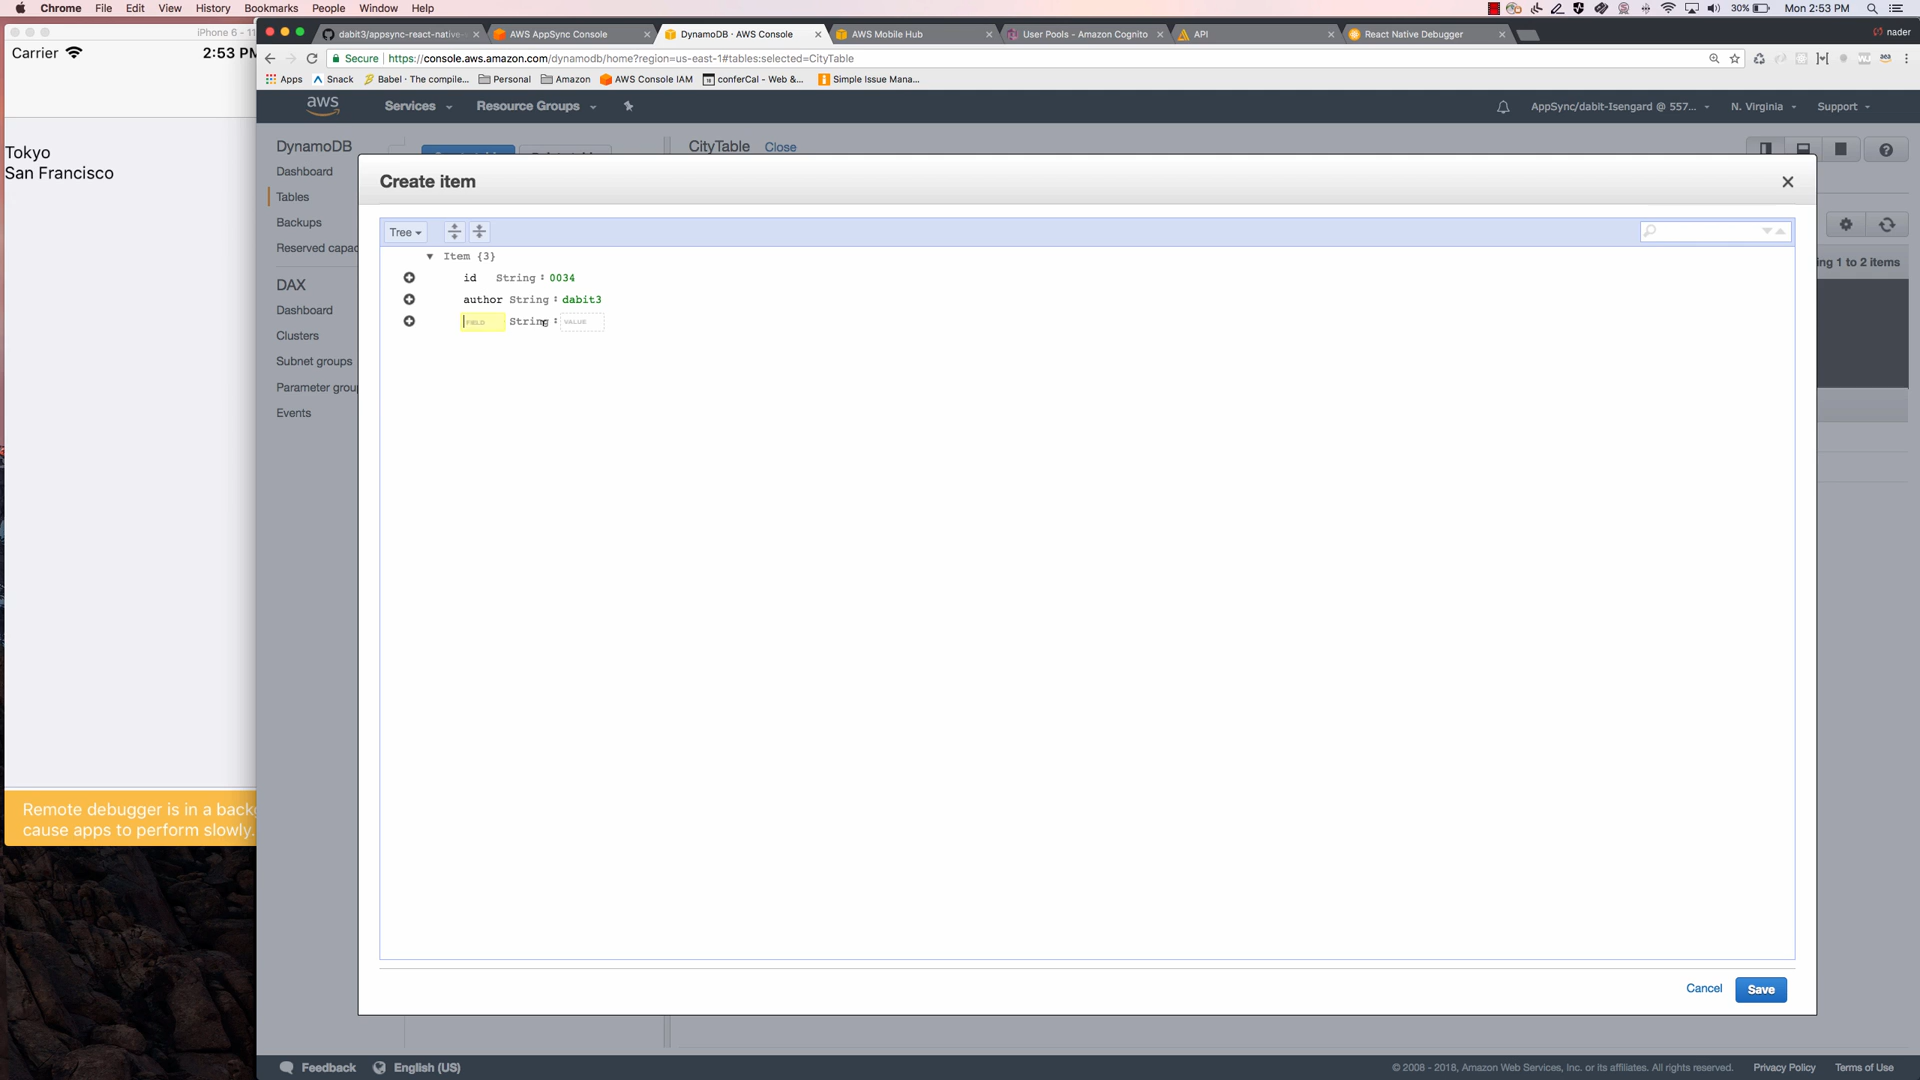 Chrome File Edit View History Bookmarks People Window Help
30% Mon 2:53 PM
iPhone 6 - 11
Carrier 2:53 PM
Tokyo
San Francisco
Remote debugger is in a backg
cause apps to perform slowly.
dabit3/appsync-react-native- AWS AppSync Console DynamoDB · AWS Console AWS Mobile Hub User Pools - Amazon Cognito API React Native Debugger nader
Secure https://console.aws.amazon.com/dynamodb/home?region=us-east-1#tables:selected=CityTable
Apps Snack Babel · The compile... Personal Amazon AWS Console IAM conferCal - Web &... Simple Issue Mana...
aws Services Resource Groups AppSync/dabit-Isengard @ 557... N. Virginia Support
DynamoDB
Dashboard
Tables
Backups
Reserved capac
DAX
Dashboard
Clusters
Subnet groups
Parameter group
Events
CityTable Close
ing 1 to 2 items
Create item
Tree
Item {3}
id String : 0034
author String : dabit3
FIELD String : VALUE
Cancel Save
Feedback English (US) © 2008 - 2018, Amazon Web Services, Inc. or its affiliates. All rights reserved. Privacy Policy Terms of Use